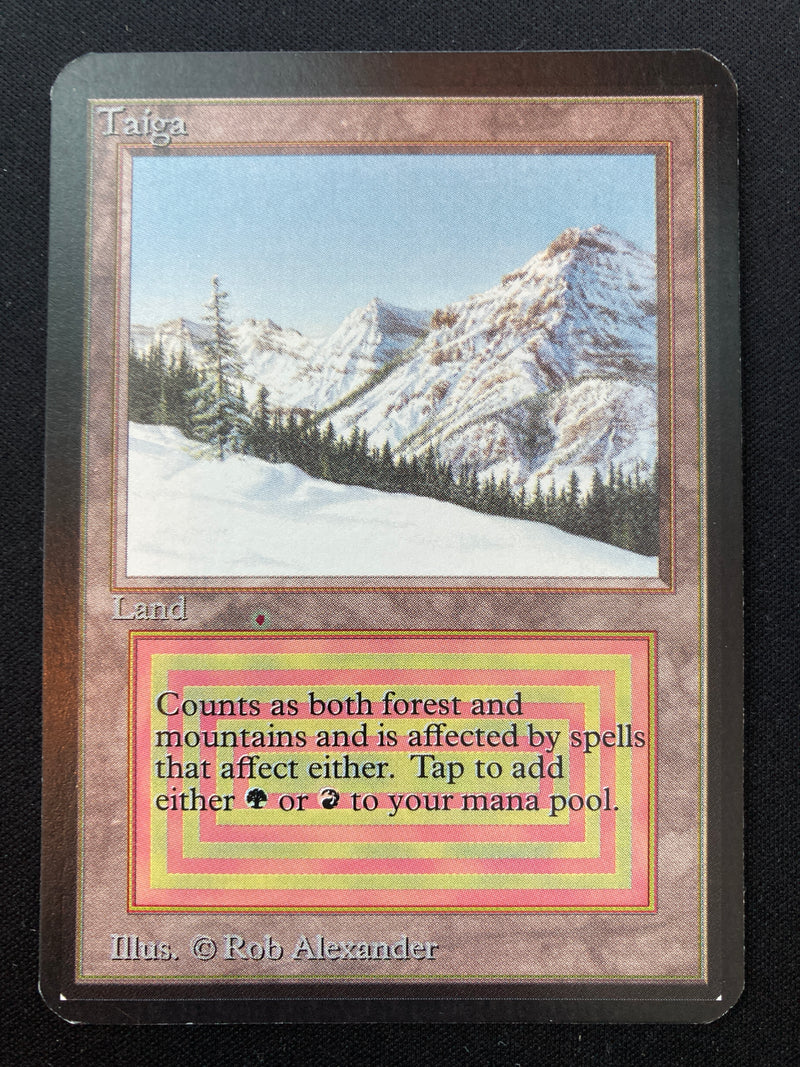 Taiga
Land
Counts as both forest and
mountains and is affected by spells
that affect either. Tap to add
either or to your mana pool.
Illus. © Rob Alexander